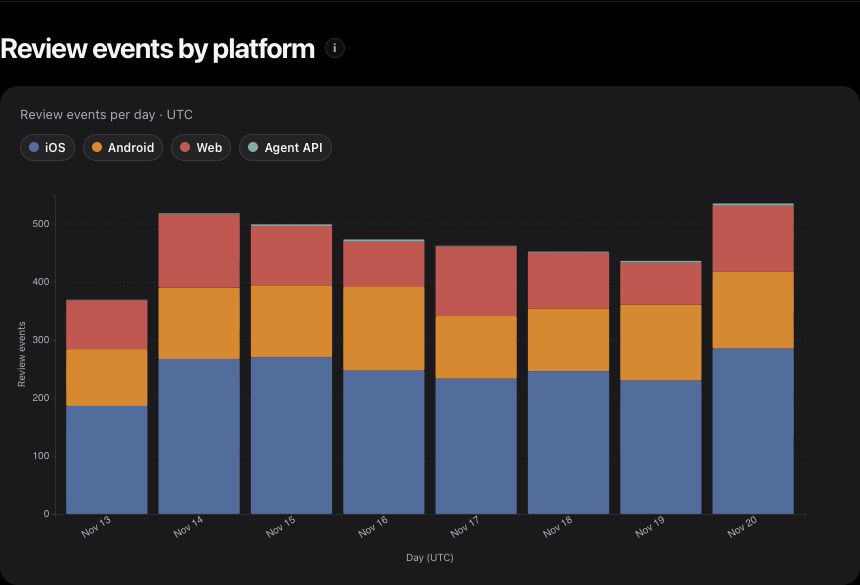 Review events by platform i
Review events per day · UTC
iOS Android Web Agent API
500
400
300
200
100
0
Review events
Nov 13 Nov 14 Nov 15 Nov 16 Nov 17 Nov 18 Nov 19 Nov 20
Day (UTC)